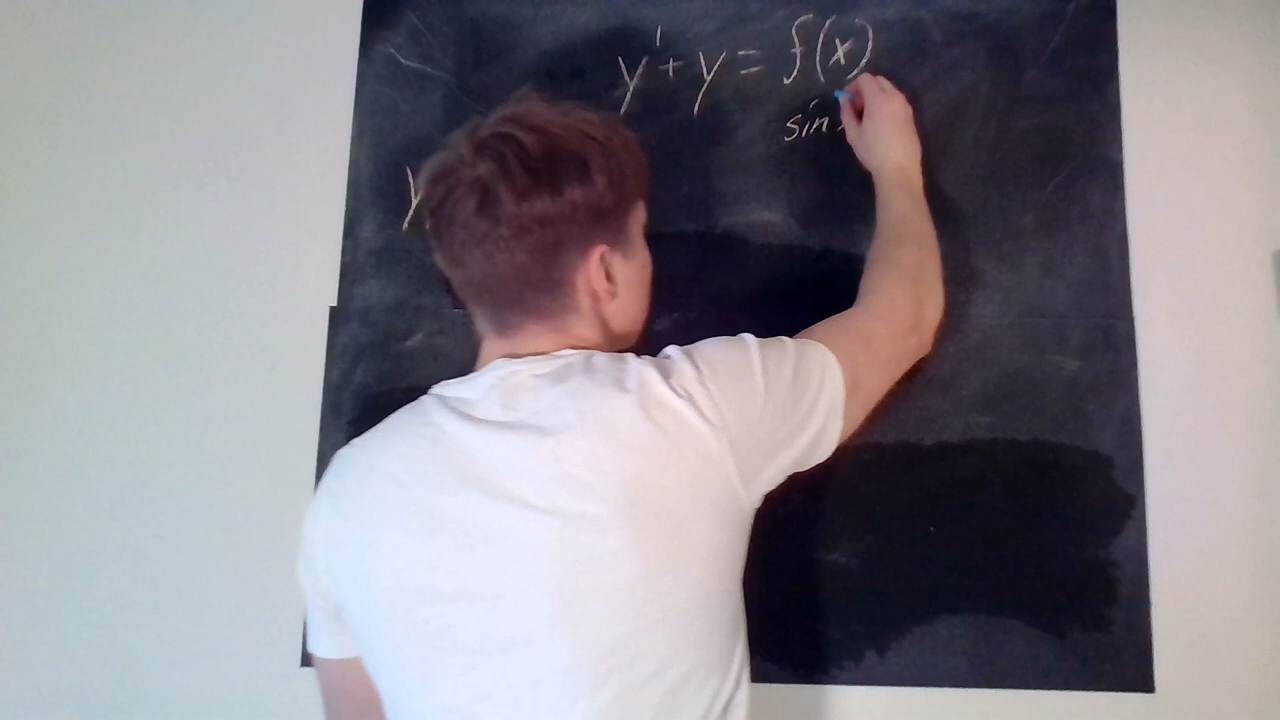 y' + y = f(x)
sin
y